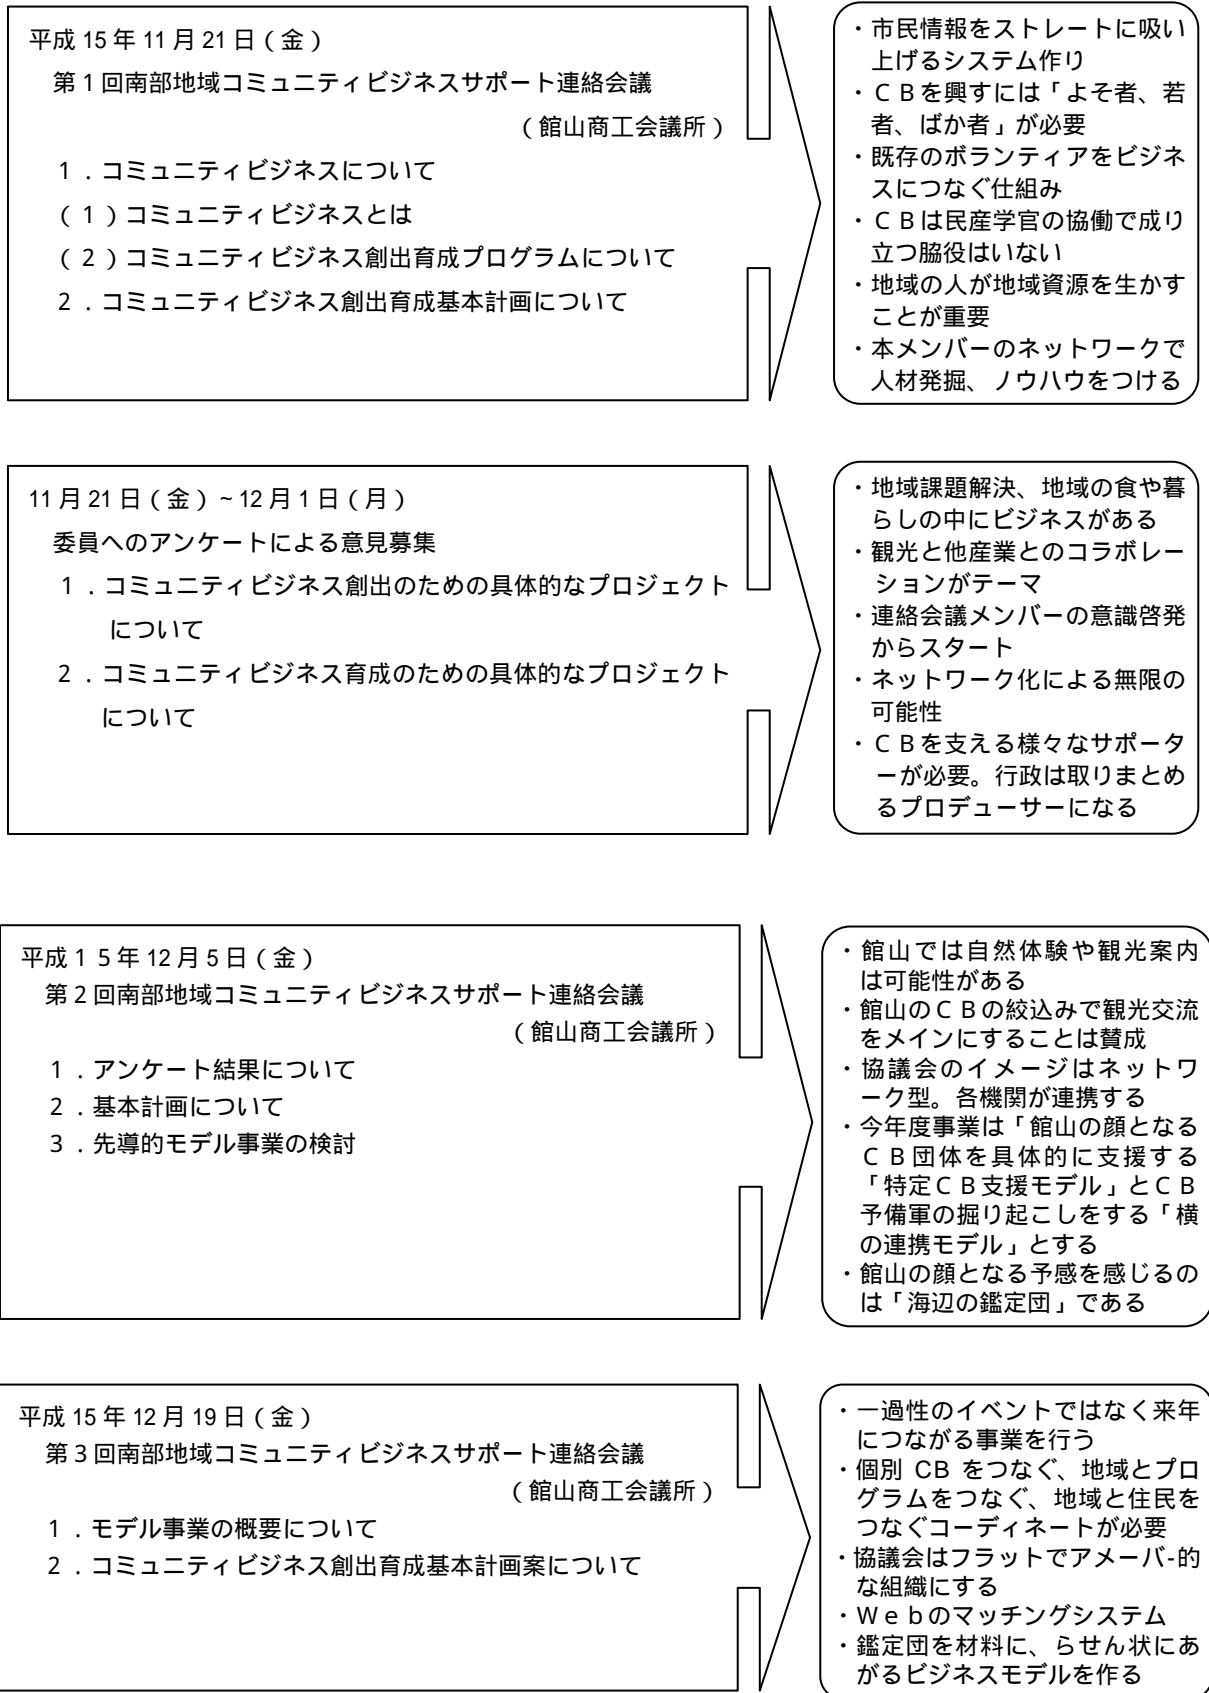 平成 15 年 11 月 21 日（金）
第１回南部地域コミュニティビジネスサポート連絡会議
（館山商工会議所）
１．コミュニティビジネスについて
（１）コミュニティビジネスとは
（２）コミュニティビジネス創出育成プログラムについて
２．コミュニティビジネス創出育成基本計画について
・市民情報をストレートに吸い
上げるシステム作り
・ＣＢを興すには「よそ者、若
者、ばか者」が必要
・既存のボランティアをビジネ
スにつなぐ仕組み
・ＣＢは民産学官の協働で成り
立つ脇役はいない
・地域の人が地域資源を生かす
ことが重要
・本メンバーのネットワークで
人材発掘、ノウハウをつける
11 月 21 日（金）~ 12 月 1 日（月）
委員へのアンケートによる意見募集
１．コミュニティビジネス創出のための具体的なプロジェクト
について
２．コミュニティビジネス育成のための具体的なプロジェクト
について
・地域課題解決、地域の食や暮
らしの中にビジネスがある
・観光と他産業とのコラボレー
ションがテーマ
・連絡会議メンバーの意識啓発
からスタート
・ネットワーク化による無限の
可能性
・ＣＢを支える様々なサポータ
ーが必要。行政は取りまとめ
るプロデューサーになる
平成１５年 12 月 5 日（金）
第２回南部地域コミュニティビジネスサポート連絡会議
（館山商工会議所）
１．アンケート結果について
２．基本計画について
３．先導的モデル事業の検討
・館山では自然体験や観光案内
は可能性がある
・館山のＣＢの絞込みで観光交流
をメインにすることは賛成
・協議会のイメージはネットワ
ーク型。各機関が連携する
・今年度事業は「館山の顔となる
ＣＢ団体を具体的に支援する
「特定ＣＢ支援モデル」とＣＢ
予備軍の掘り起こしをする「横
の連携モデル」とする
・館山の顔となる予感を感じるの
は「海辺の鑑定団」である
平成 15 年 12 月 19 日（金）
第３回南部地域コミュニティビジネスサポート連絡会議
（館山商工会議所）
１．モデル事業の概要について
２．コミュニティビジネス創出育成基本計画案について
・一過性のイベントではなく来年
につながる事業を行う
・個別 CB をつなぐ、地域とプロ
グラムをつなぐ、地域と住民を
つなぐコーディネートが必要
・協議会はフラットでアメーバ-的
な組織にする
・Ｗｅｂのマッチングシステム
・鑑定団を材料に、らせん状にあ
がるビジネスモデルを作る